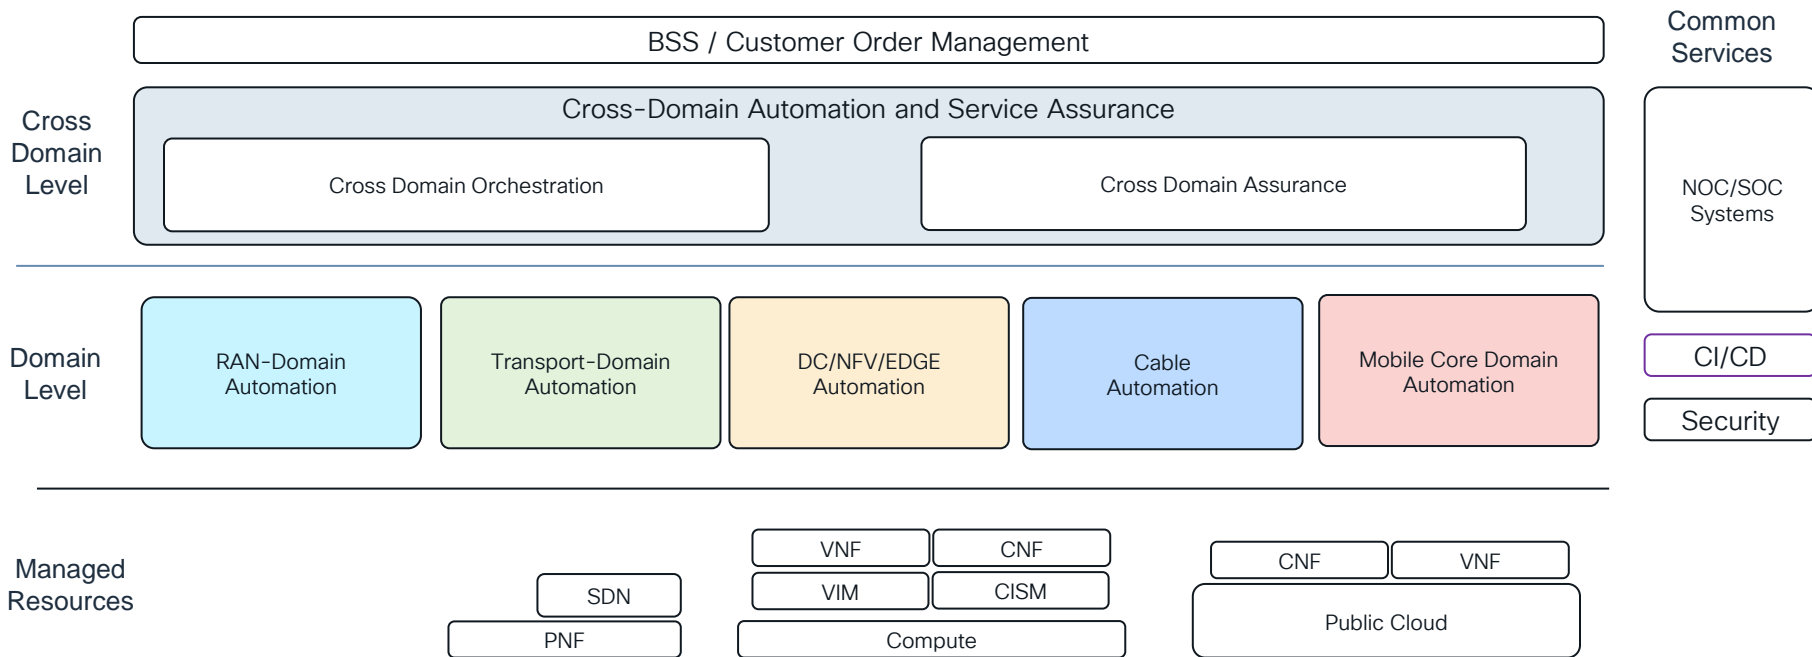 BSS / Customer Order Management
Common
Services
Cross
Domain
Level
Cross-Domain Automation and Service Assurance
Cross Domain Orchestration
Cross Domain Assurance
NOC/SOC
Systems
Domain
Level
RAN-Domain
Automation
Transport-Domain
Automation
DC/NFV/EDGE
Automation
Cable
Automation
Mobile Core Domain
Automation
CI/CD
Security
Managed
Resources
SDN
PNF
VNF
CNF
VIM
CISM
Compute
CNF
VNF
Public Cloud